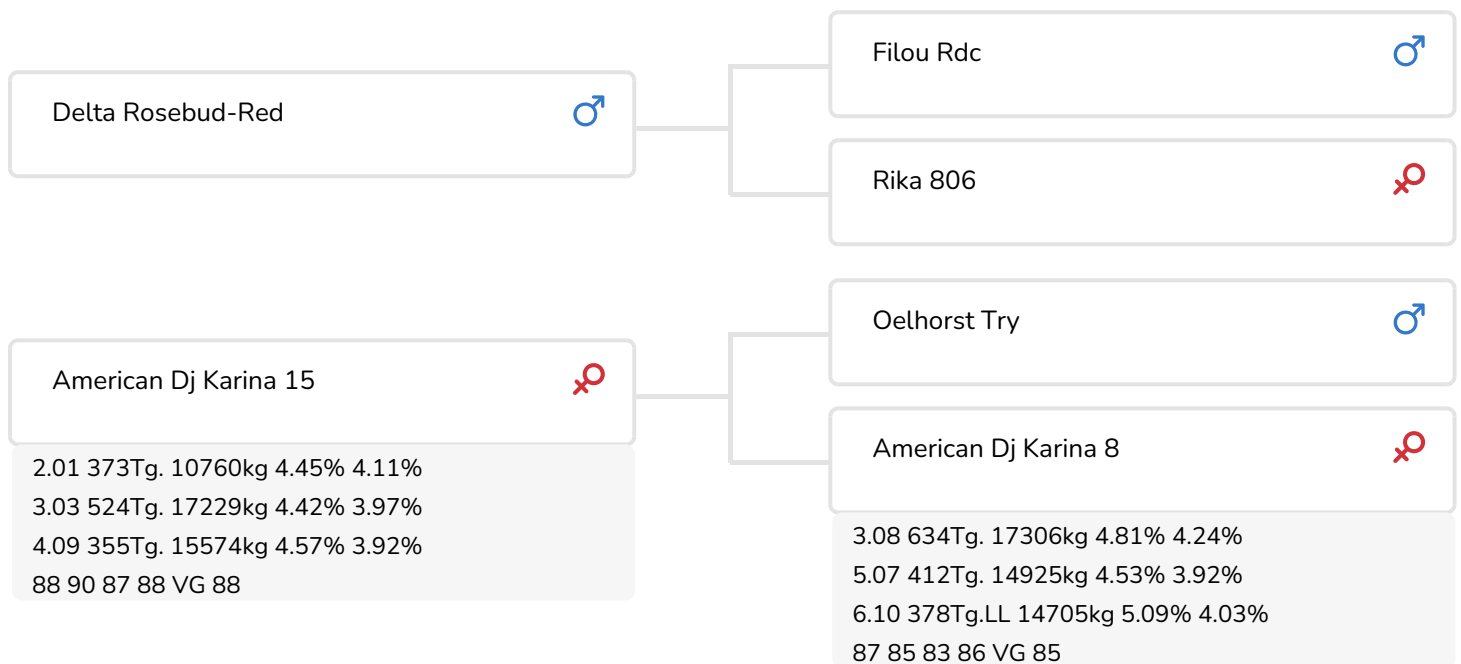 Delta Rosebud-Red
Filou Rdc
Rika 806
American Dj Karina 15
2.01 373Tg. 10760kg 4.45% 4.11%
3.03 524Tg. 17229kg 4.42% 3.97%
4.09 355Tg. 15574kg 4.57% 3.92%
88 90 87 88 VG 88
Oelhorst Try
American Dj Karina 8
3.08 634Tg. 17306kg 4.81% 4.24%
5.07 412Tg. 14925kg 4.53% 3.92%
6.10 378Tg.LL 14705kg 5.09% 4.03%
87 85 83 86 VG 85